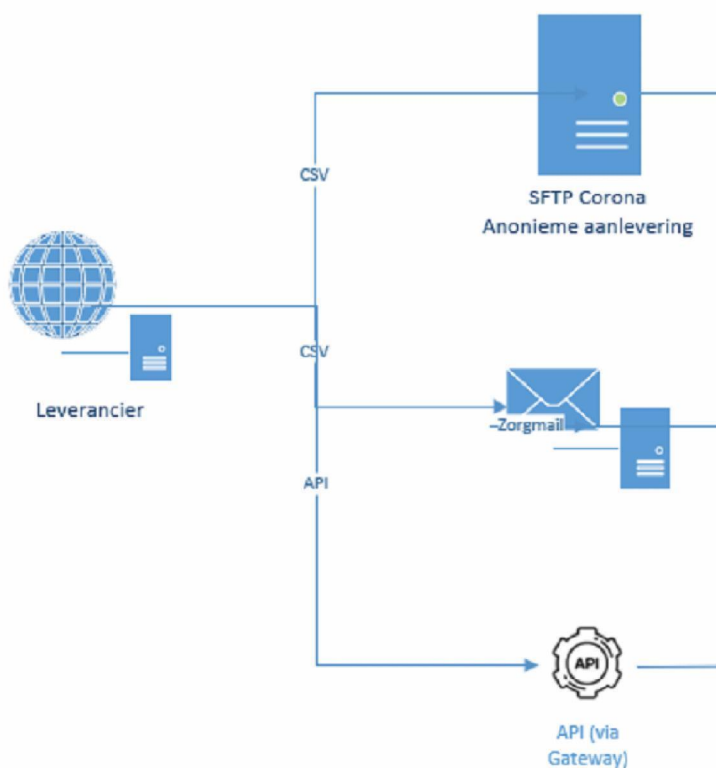 CSV
SFTP Corona
Anonieme aanlevering
CSV
Leverancier
Zorgmail
API
API
API (via
Gateway)